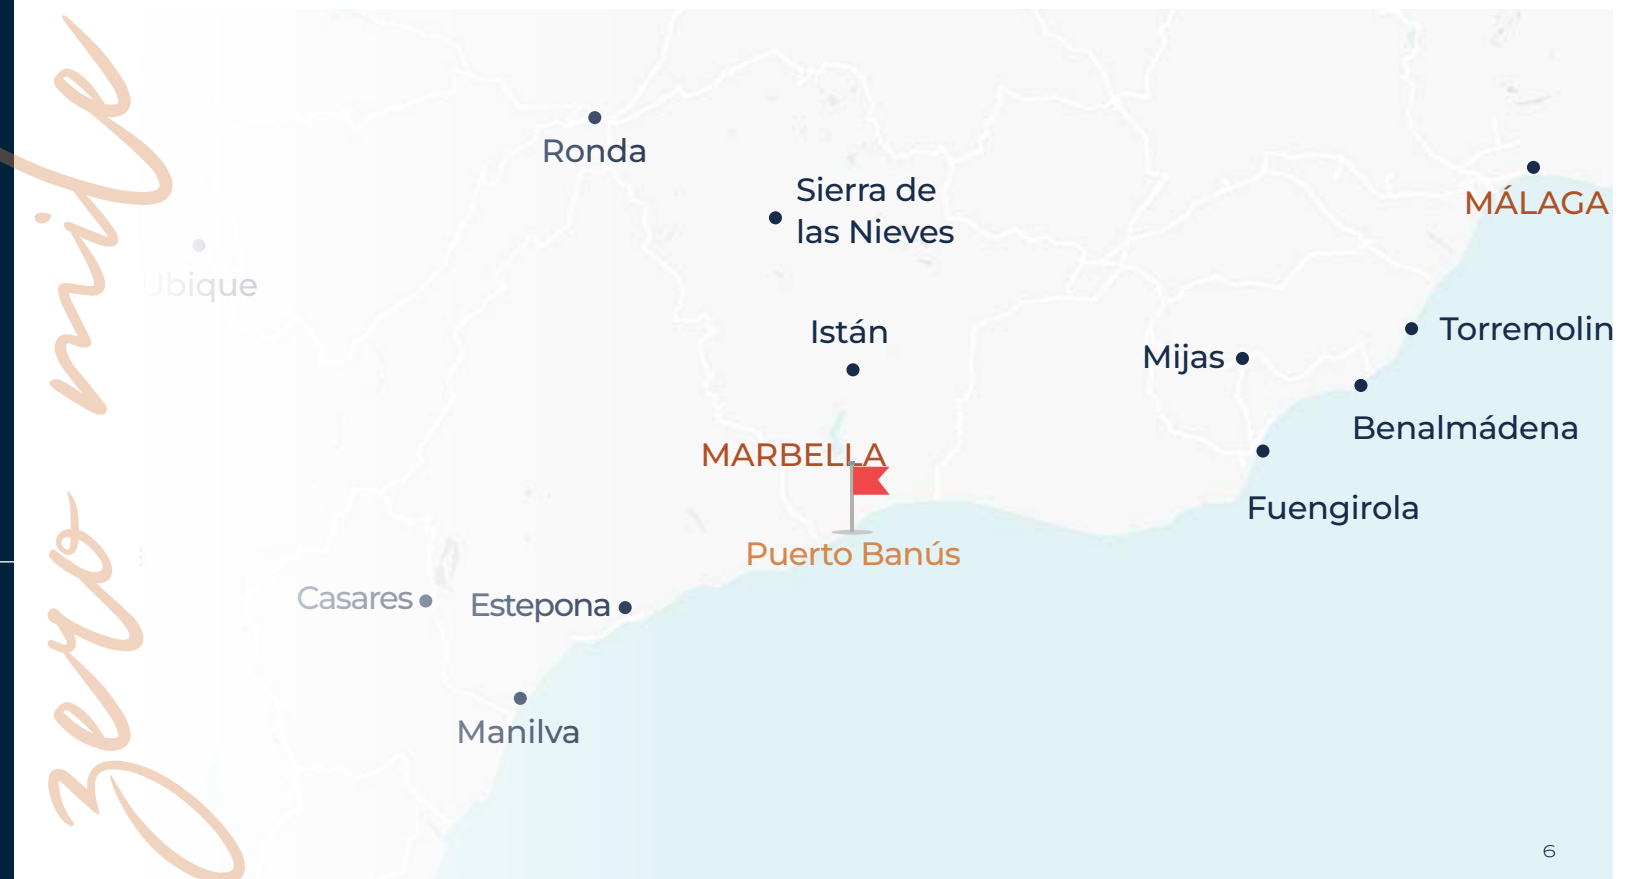 zero mile
Ronda
Sierra de
las Nieves
MÁLAGA
Ubique
Istán
Torremolin
Mijas
Benalmádena
MARBELLA
Fuengirola
Puerto Banús
Casares
Estepona
Manilva
6